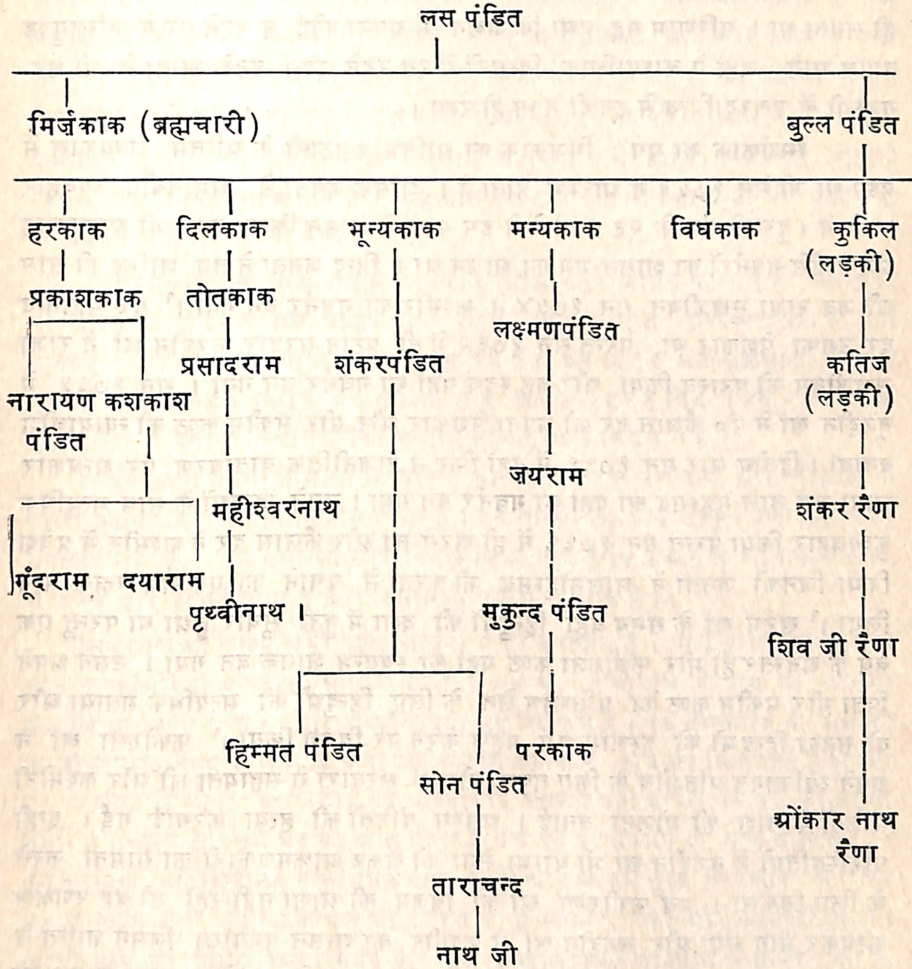 लस पंडित
मिर्जकाक (ब्रह्मचारी) बुल्ल पंडित
हरकाक दिलकाक भून्यकाक मन्यकाक विघकाक कुकिल
(लड़की)
प्रकाशकाक तोतकाक
लक्ष्मणपंडित
प्रसादराम शंकरपंडित कतिज
(लड़की)
नारायण कशकाश
पंडित
जयराम
महीश्वरनाथ शंकर रैणा
गूंदराम दयाराम
पृथ्वीनाथ । मुकुन्द पंडित
शिव जी रैणा
हिम्मत पंडित परकाक
सोन पंडित
ओंकार नाथ
रैणा
ताराचन्द
नाथ जी